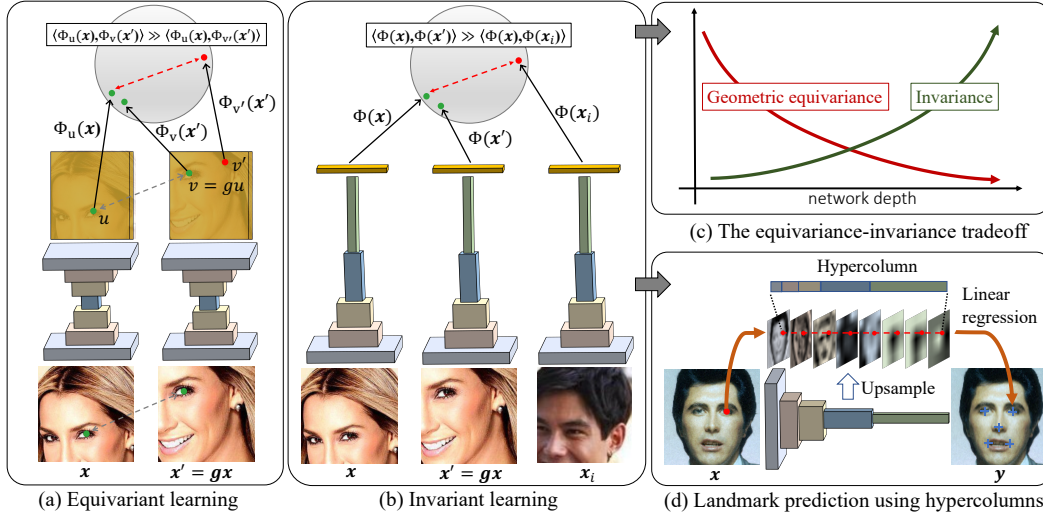 ⟨Φu(x),Φv(x′)⟩ ≫ ⟨Φu(x),Φv′(x′)⟩
Φu(x)
Φv(x′)
Φv′(x′)
v′
v = gu
u
x
x′ = gx
(a) Equivariant learning
⟨Φ(x),Φ(x′)⟩ ≫ ⟨Φ(x),Φ(xi)⟩
Φ(x)
Φ(x′)
Φ(xi)
x
x′ = gx
xi
(b) Invariant learning
Geometric equivariance
Invariance
network depth
(c) The equivariance-invariance tradeoff
Hypercolumn
Linear
regression
Upsample
x
y
(d) Landmark prediction using hypercolumns